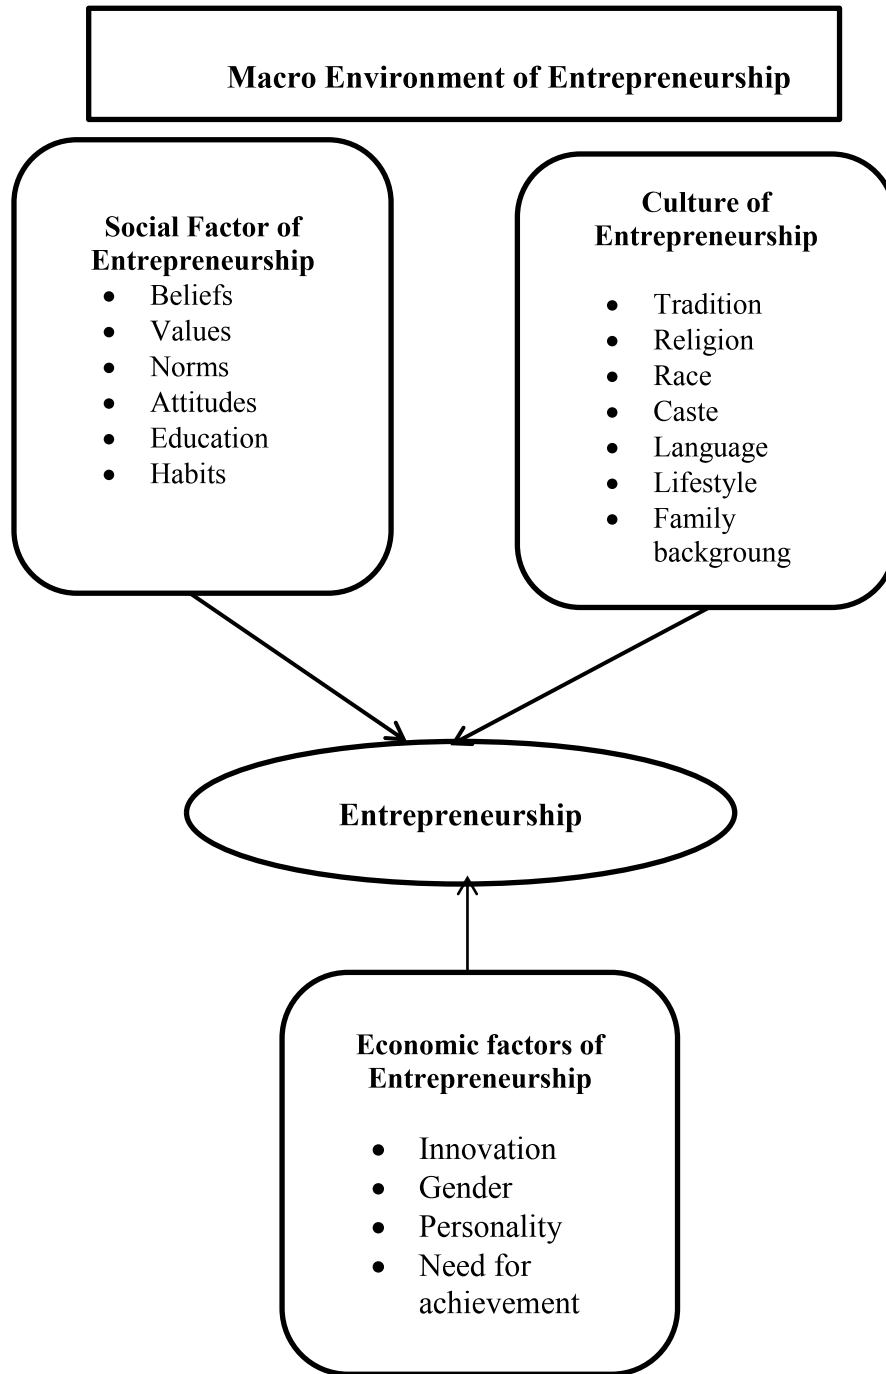 Macro Environment of Entrepreneurship
Social Factor of
Entrepreneurship
• Beliefs
• Values
• Norms
• Attitudes
• Education
• Habits
Culture of
Entrepreneurship
• Tradition
• Religion
• Race
• Caste
• Language
• Lifestyle
• Family
backgroung
Entrepreneurship
Economic factors of
Entrepreneurship
• Innovation
• Gender
• Personality
• Need for
achievement